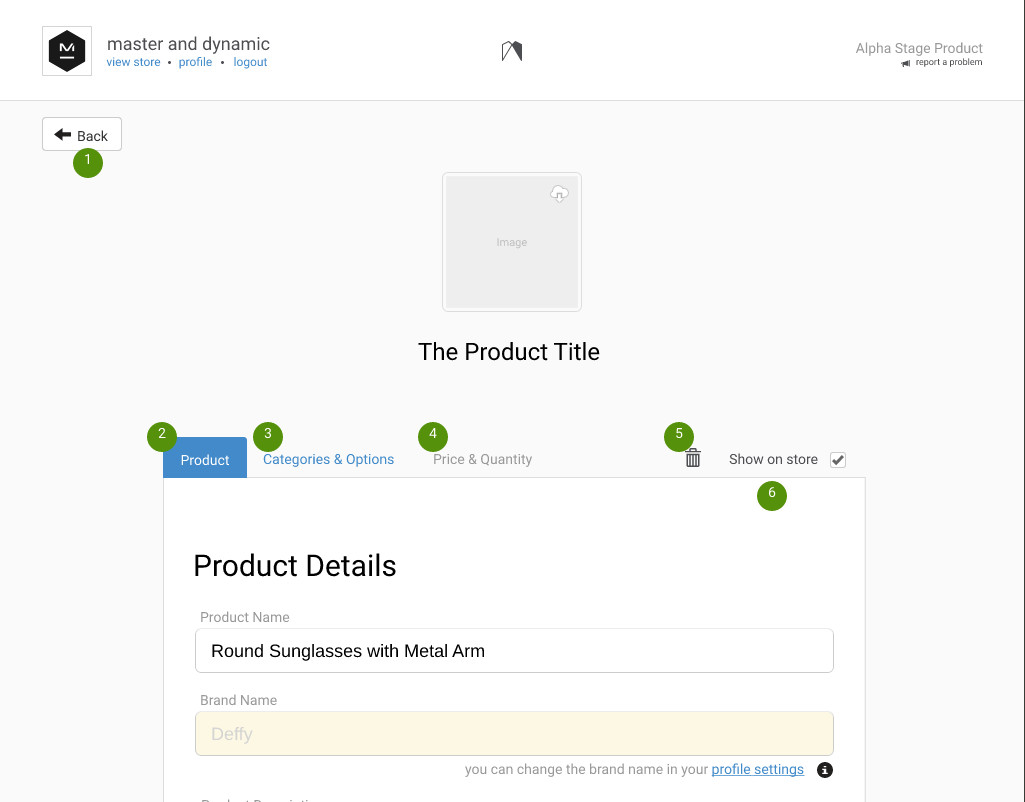 master and dynamic
view store • profile • logout
Alpha Stage Product
report a problem
Back
1
Image
The Product Title
2
3
4
5
Product
Categories & Options
Price & Quantity
Show on store
6
Product Details
Product Name
Round Sunglasses with Metal Arm
Brand Name
Deffy
you can change the brand name in your profile settings